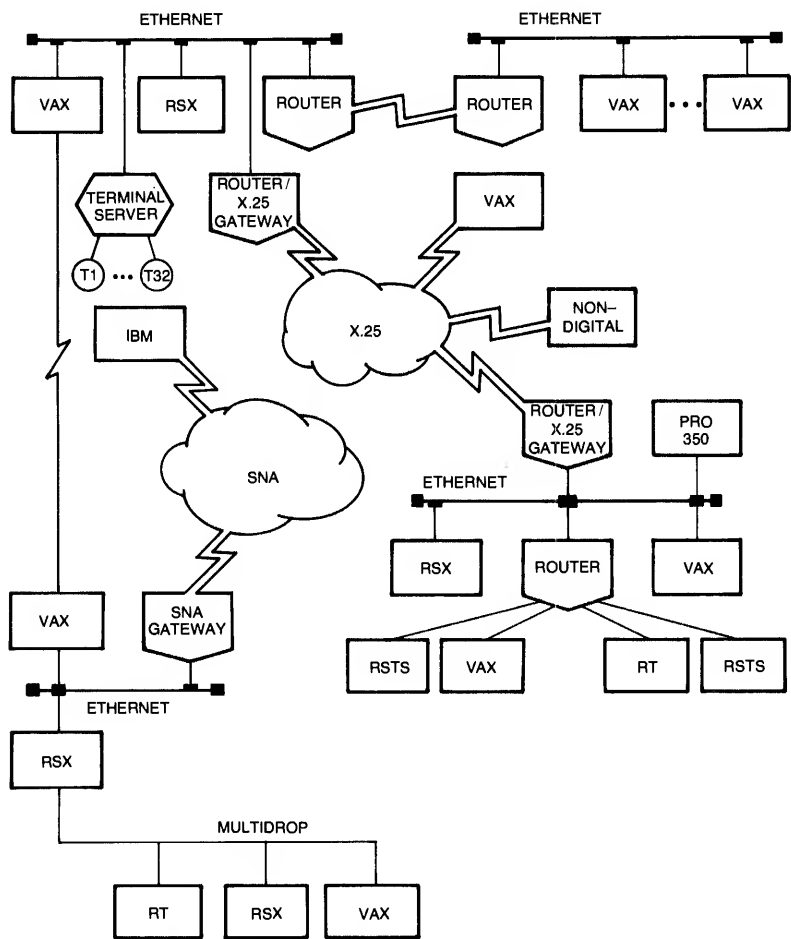 ETHERNET
ETHERNET
VAX
RSX
ROUTER
ROUTER
VAX
• • •
VAX
TERMINAL
SERVER
ROUTER /
X.25
GATEWAY
VAX
T1
•••
T32
IBM
X.25
NON–
DIGITAL
SNA
ROUTER /
X.25
GATEWAY
PRO
350
ETHERNET
RSX
ROUTER
VAX
VAX
SNA
GATEWAY
RSTS
VAX
RT
RSTS
ETHERNET
RSX
MULTIDROP
RT
RSX
VAX